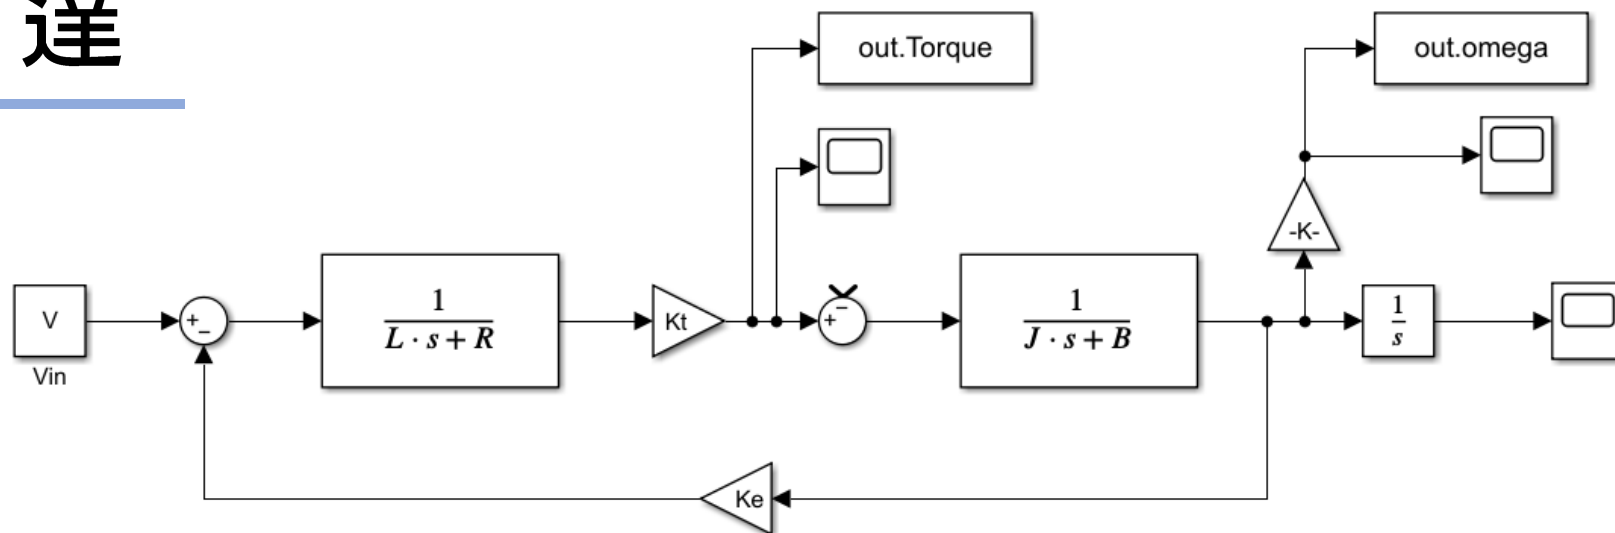 達
out.Torque
out.omega
-K-
V
+
−
1
L · s + R
Kt
+
−
1
J · s + B
1
s
Vin
Ke